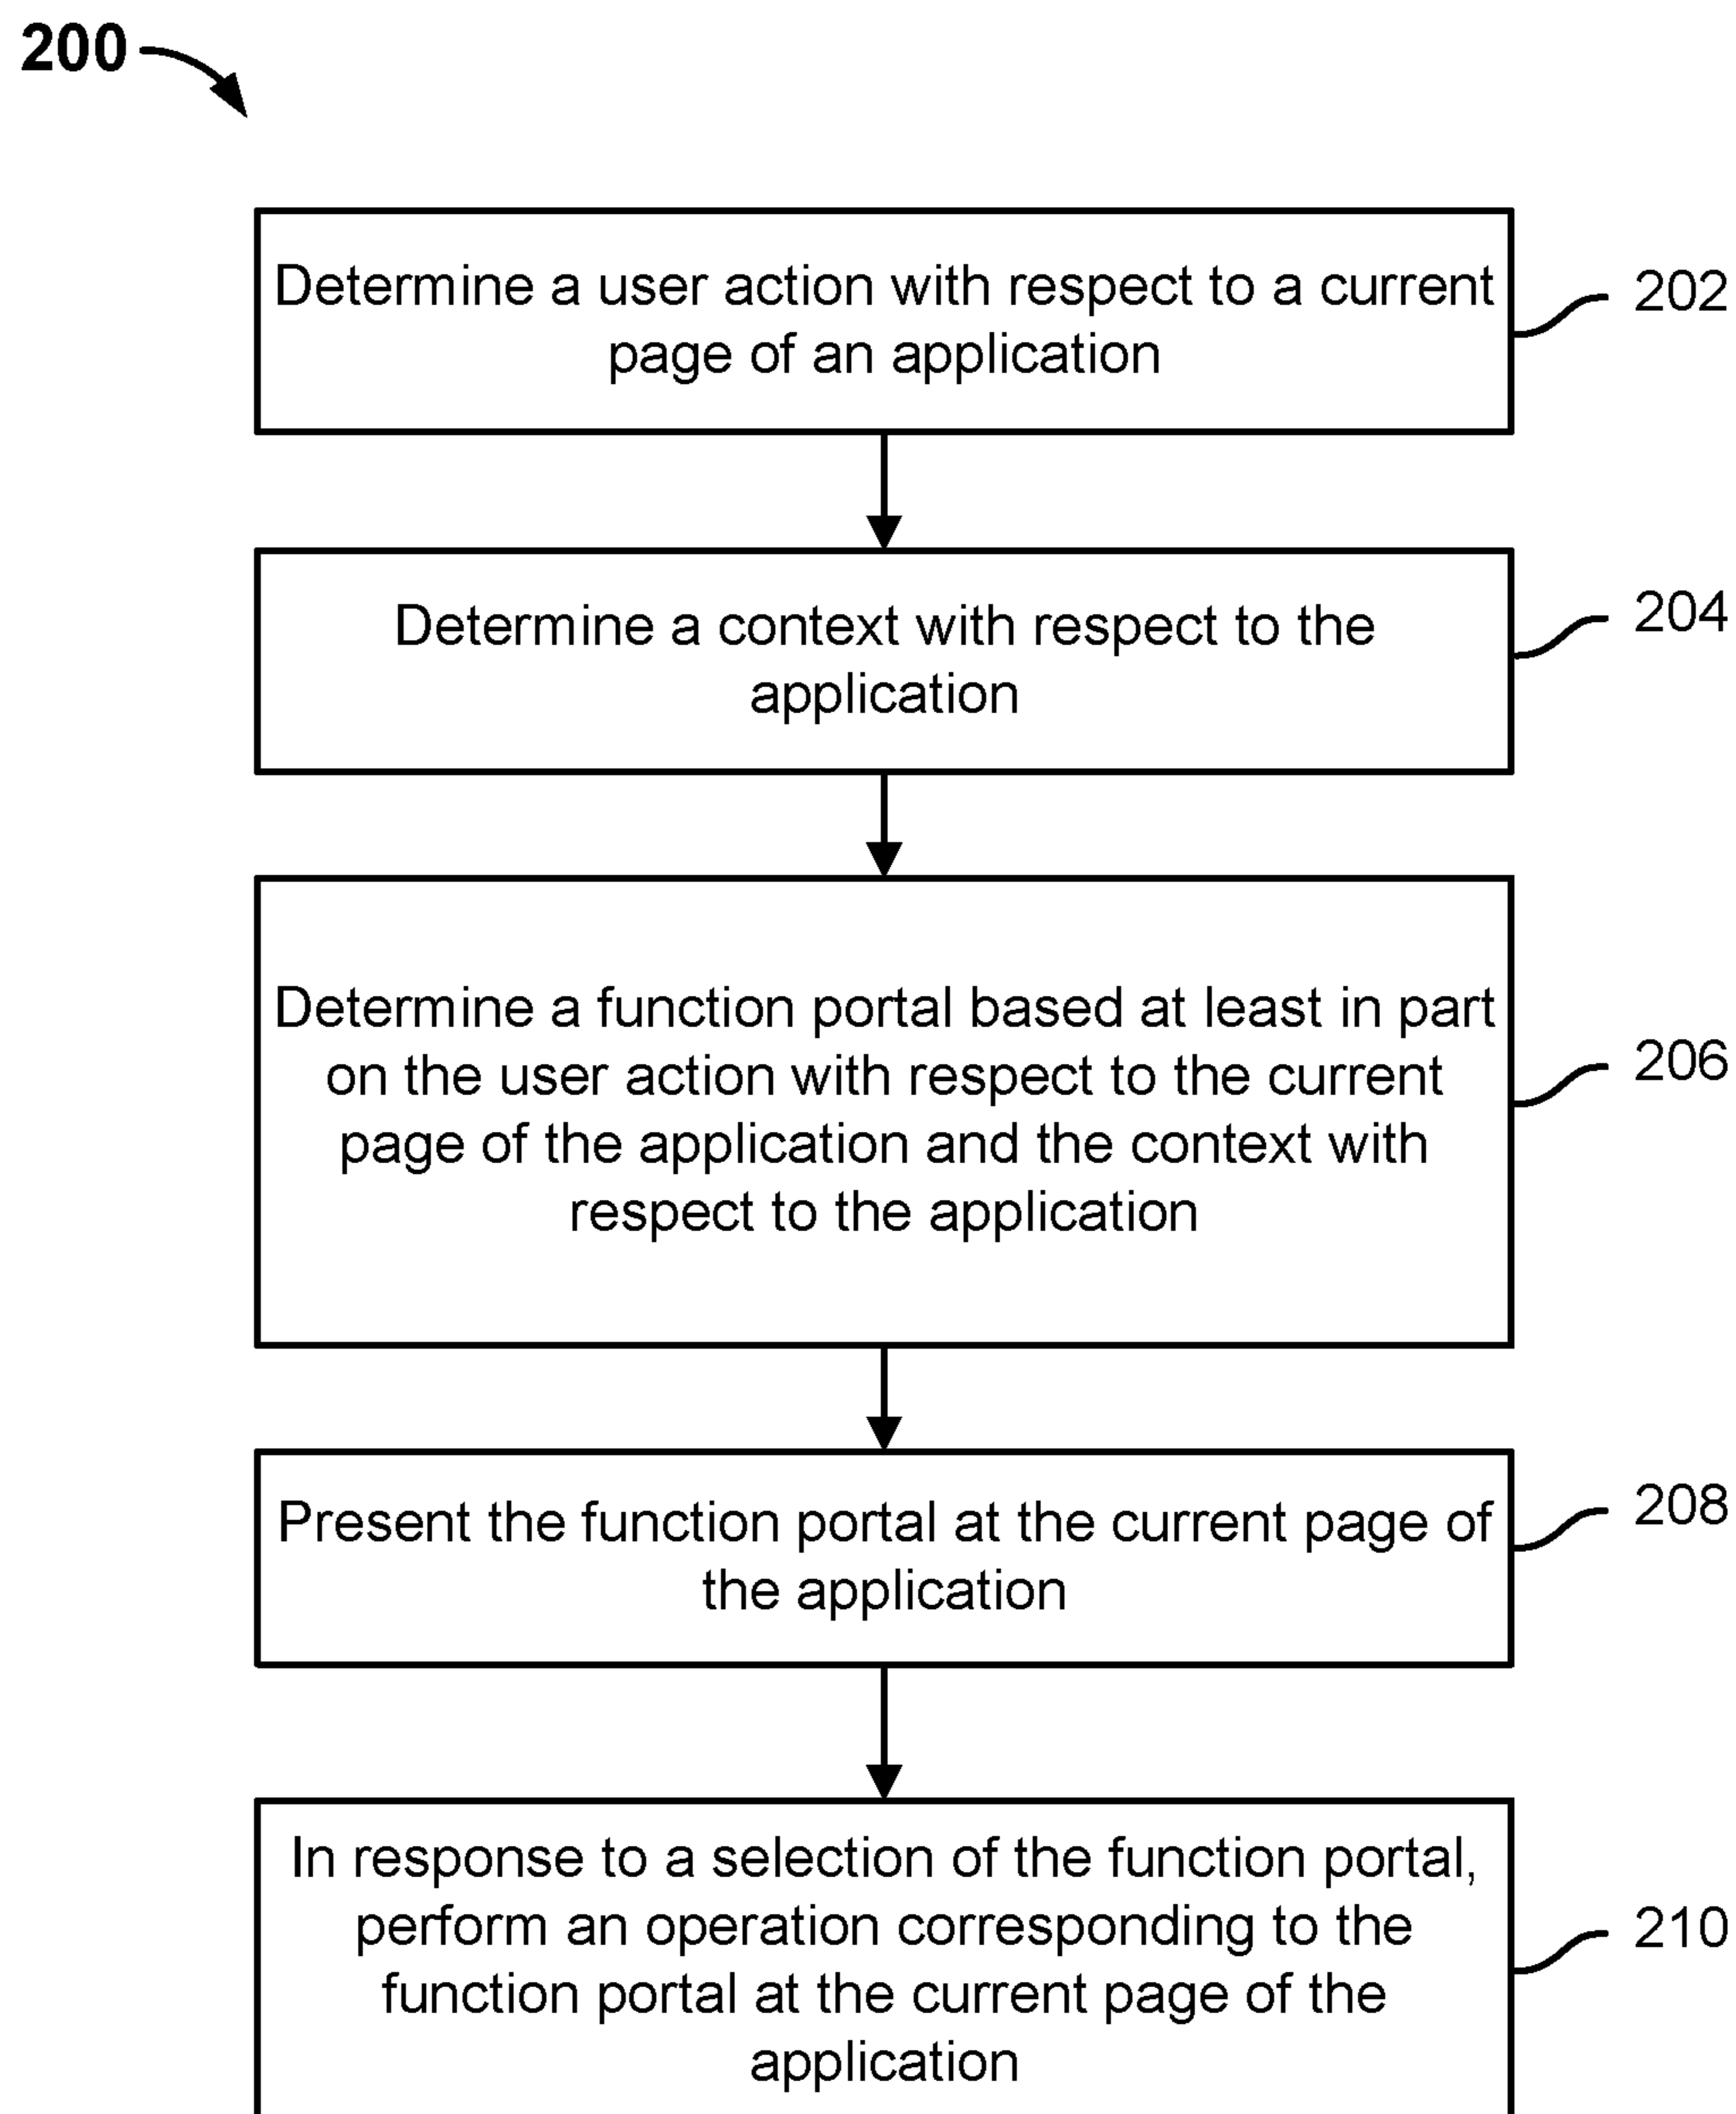 200
Determine a user action with respect to a current
page of an application
202
Determine a context with respect to the
application
204
Determine a function portal based at least in part
on the user action with respect to the current
page of the application and the context with
respect to the application
206
Present the function portal at the current page of
the application
208
In response to a selection of the function portal,
perform an operation corresponding to the
function portal at the current page of the
application
210